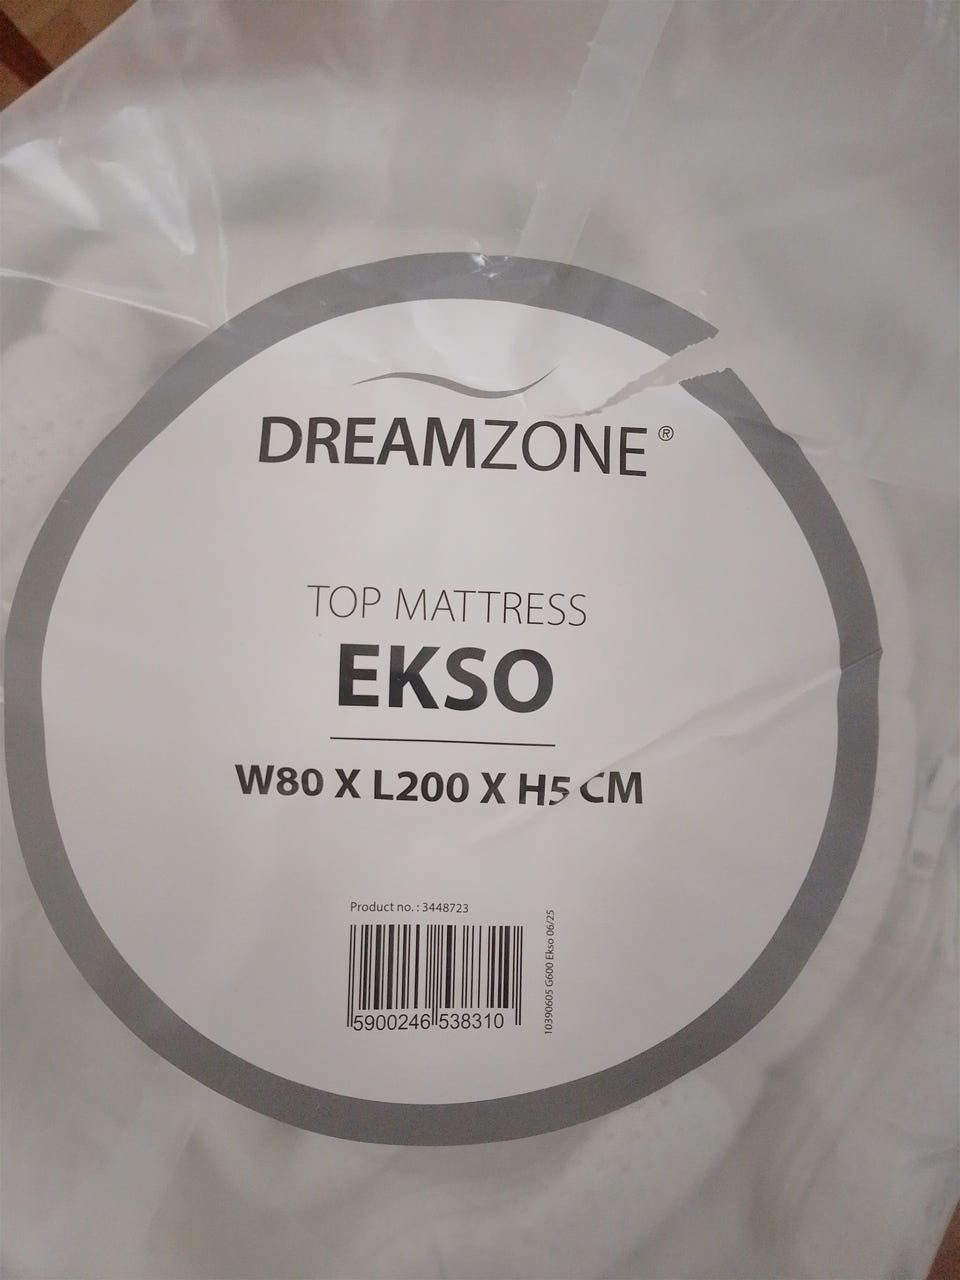 DREAMZONE®
TOP MATTRESS
EKSO
W80 X L200 X H5 CM
Product no. : 3448723
5900246 538310
10390605 G600 Ekso 06/25